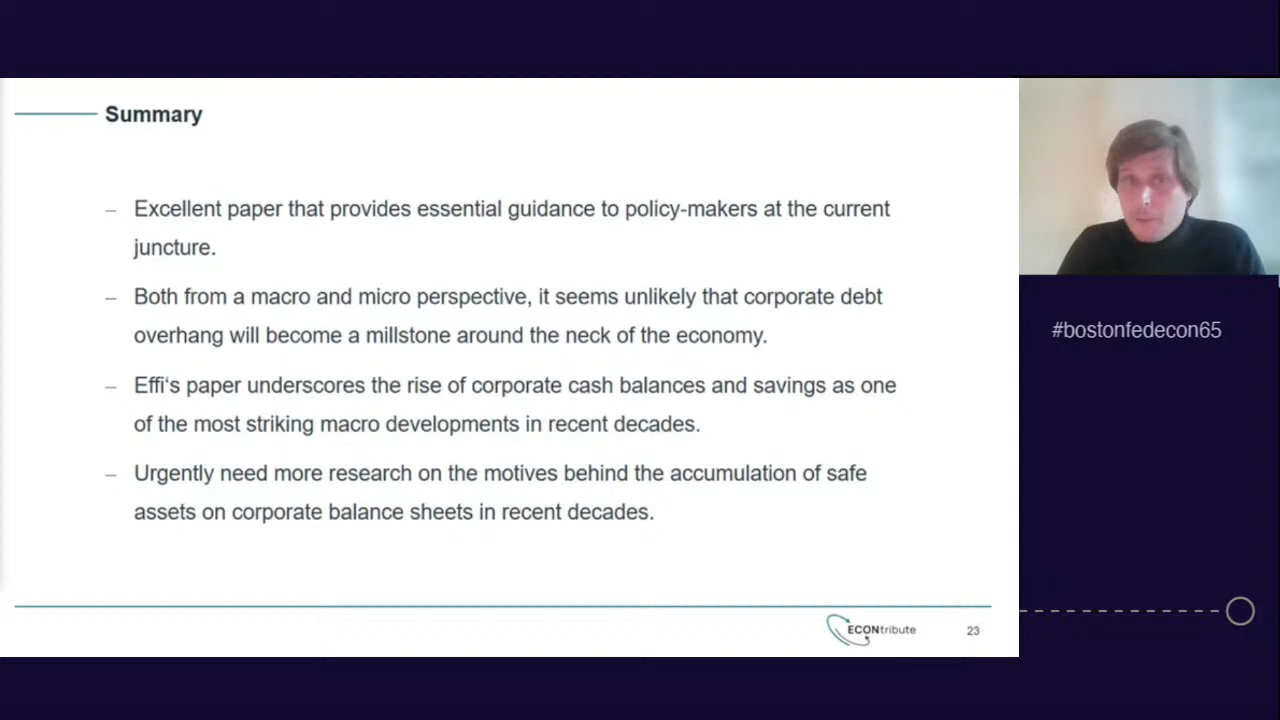 Summary
– Excellent paper that provides essential guidance to policy-makers at the current
juncture.
– Both from a macro and micro perspective, it seems unlikely that corporate debt
overhang will become a millstone around the neck of the economy.
– Effi‘s paper underscores the rise of corporate cash balances and savings as one
of the most striking macro developments in recent decades.
– Urgently need more research on the motives behind the accumulation of safe
assets on corporate balance sheets in recent decades.
ECONtribute
23
#bostonfedecon65